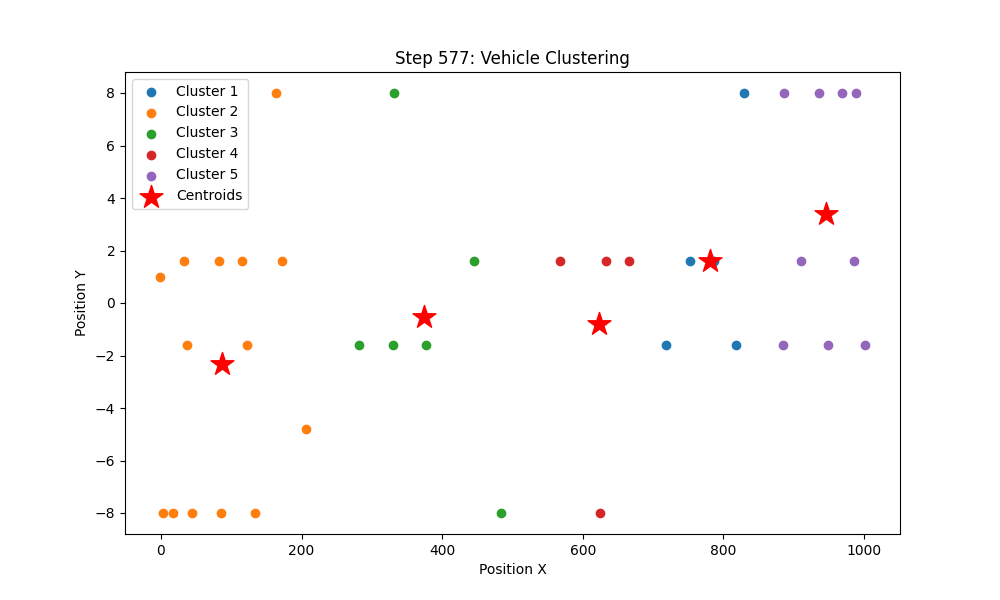 Step 577: Vehicle Clustering
Cluster 1
Cluster 2
Cluster 3
Cluster 4
Cluster 5
Centroids
Position Y
8
6
4
2
0
−2
−4
−6
−8
0 200 400 600 800 1000
Position X